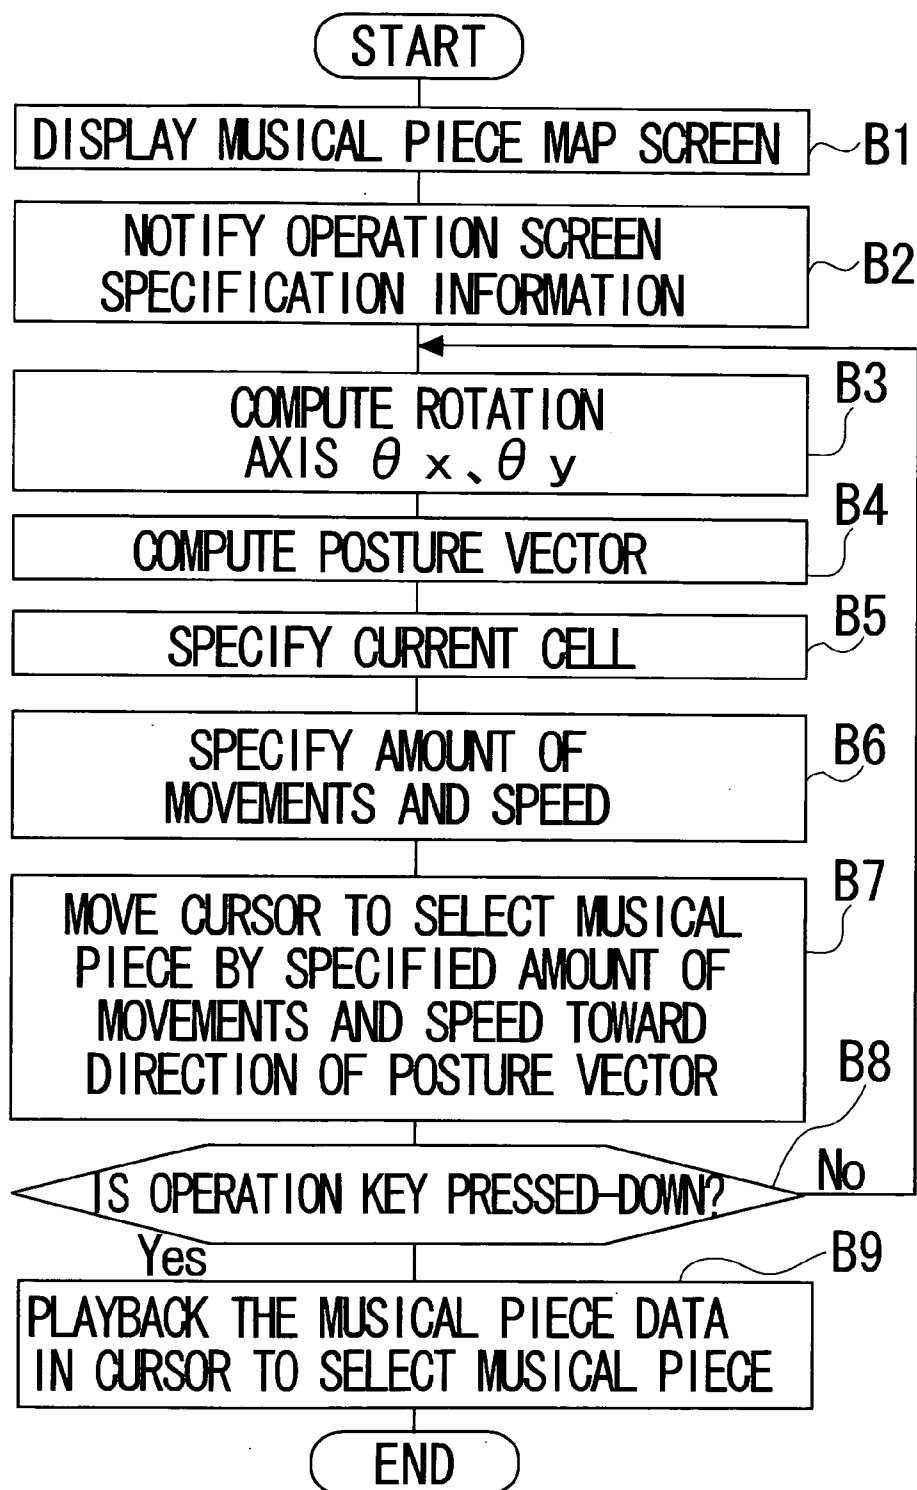 START
DISPLAY MUSICAL PIECE MAP SCREEN
B1
NOTIFY OPERATION SCREEN
SPECIFICATION INFORMATION
B2
COMPUTE ROTATION
AXIS θ x、θ y
B3
COMPUTE POSTURE VECTOR
B4
SPECIFY CURRENT CELL
B5
SPECIFY AMOUNT OF
MOVEMENTS AND SPEED
B6
MOVE CURSOR TO SELECT MUSICAL
PIECE BY SPECIFIED AMOUNT OF
MOVEMENTS AND SPEED TOWARD
DIRECTION OF POSTURE VECTOR
B7
IS OPERATION KEY PRESSED-DOWN?
B8
No
Yes
PLAYBACK THE MUSICAL PIECE DATA
IN CURSOR TO SELECT MUSICAL PIECE
B9
END